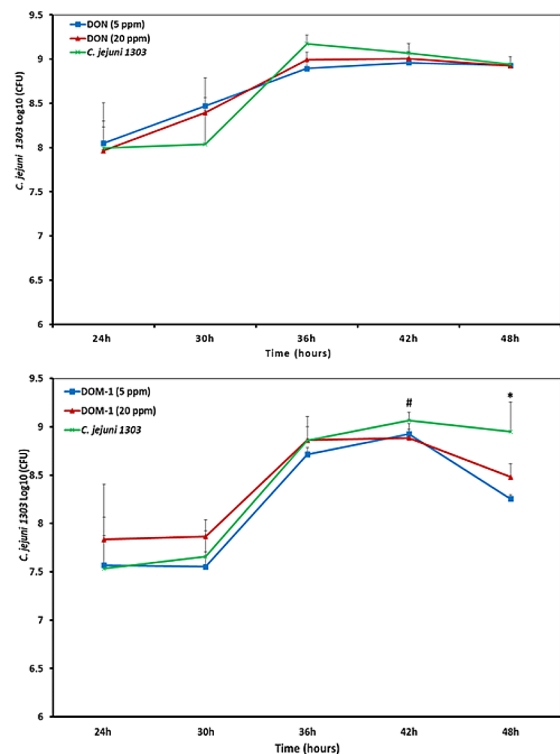 DON (5 ppm)
DON (20 ppm)
C. jejuni 1303
C. jejuni 1303 Log10 (CFU)
9.5
9
8.5
8
7.5
7
6.5
6
24h 30h 36h 42h 48h
Time (hours)
DOM-1 (5 ppm)
DOM-1 (20 ppm)
C. jejuni 1303
C. jejuni 1303 Log10 (CFU)
9.5
9
8.5
8
7.5
7
6.5
6
# *
24h 30h 36h 42h 48h
Time (hours)